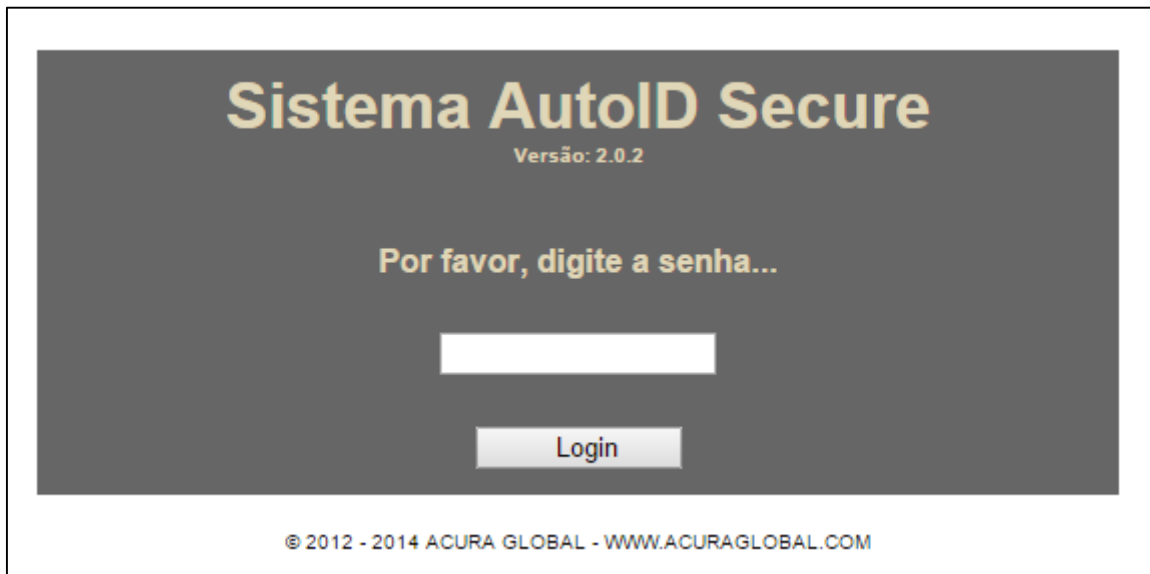 Sistema AutoID Secure
Versão: 2.0.2
Por favor, digite a senha...
Login
© 2012 - 2014 ACURA GLOBAL - WWW.ACURAGLOBAL.COM